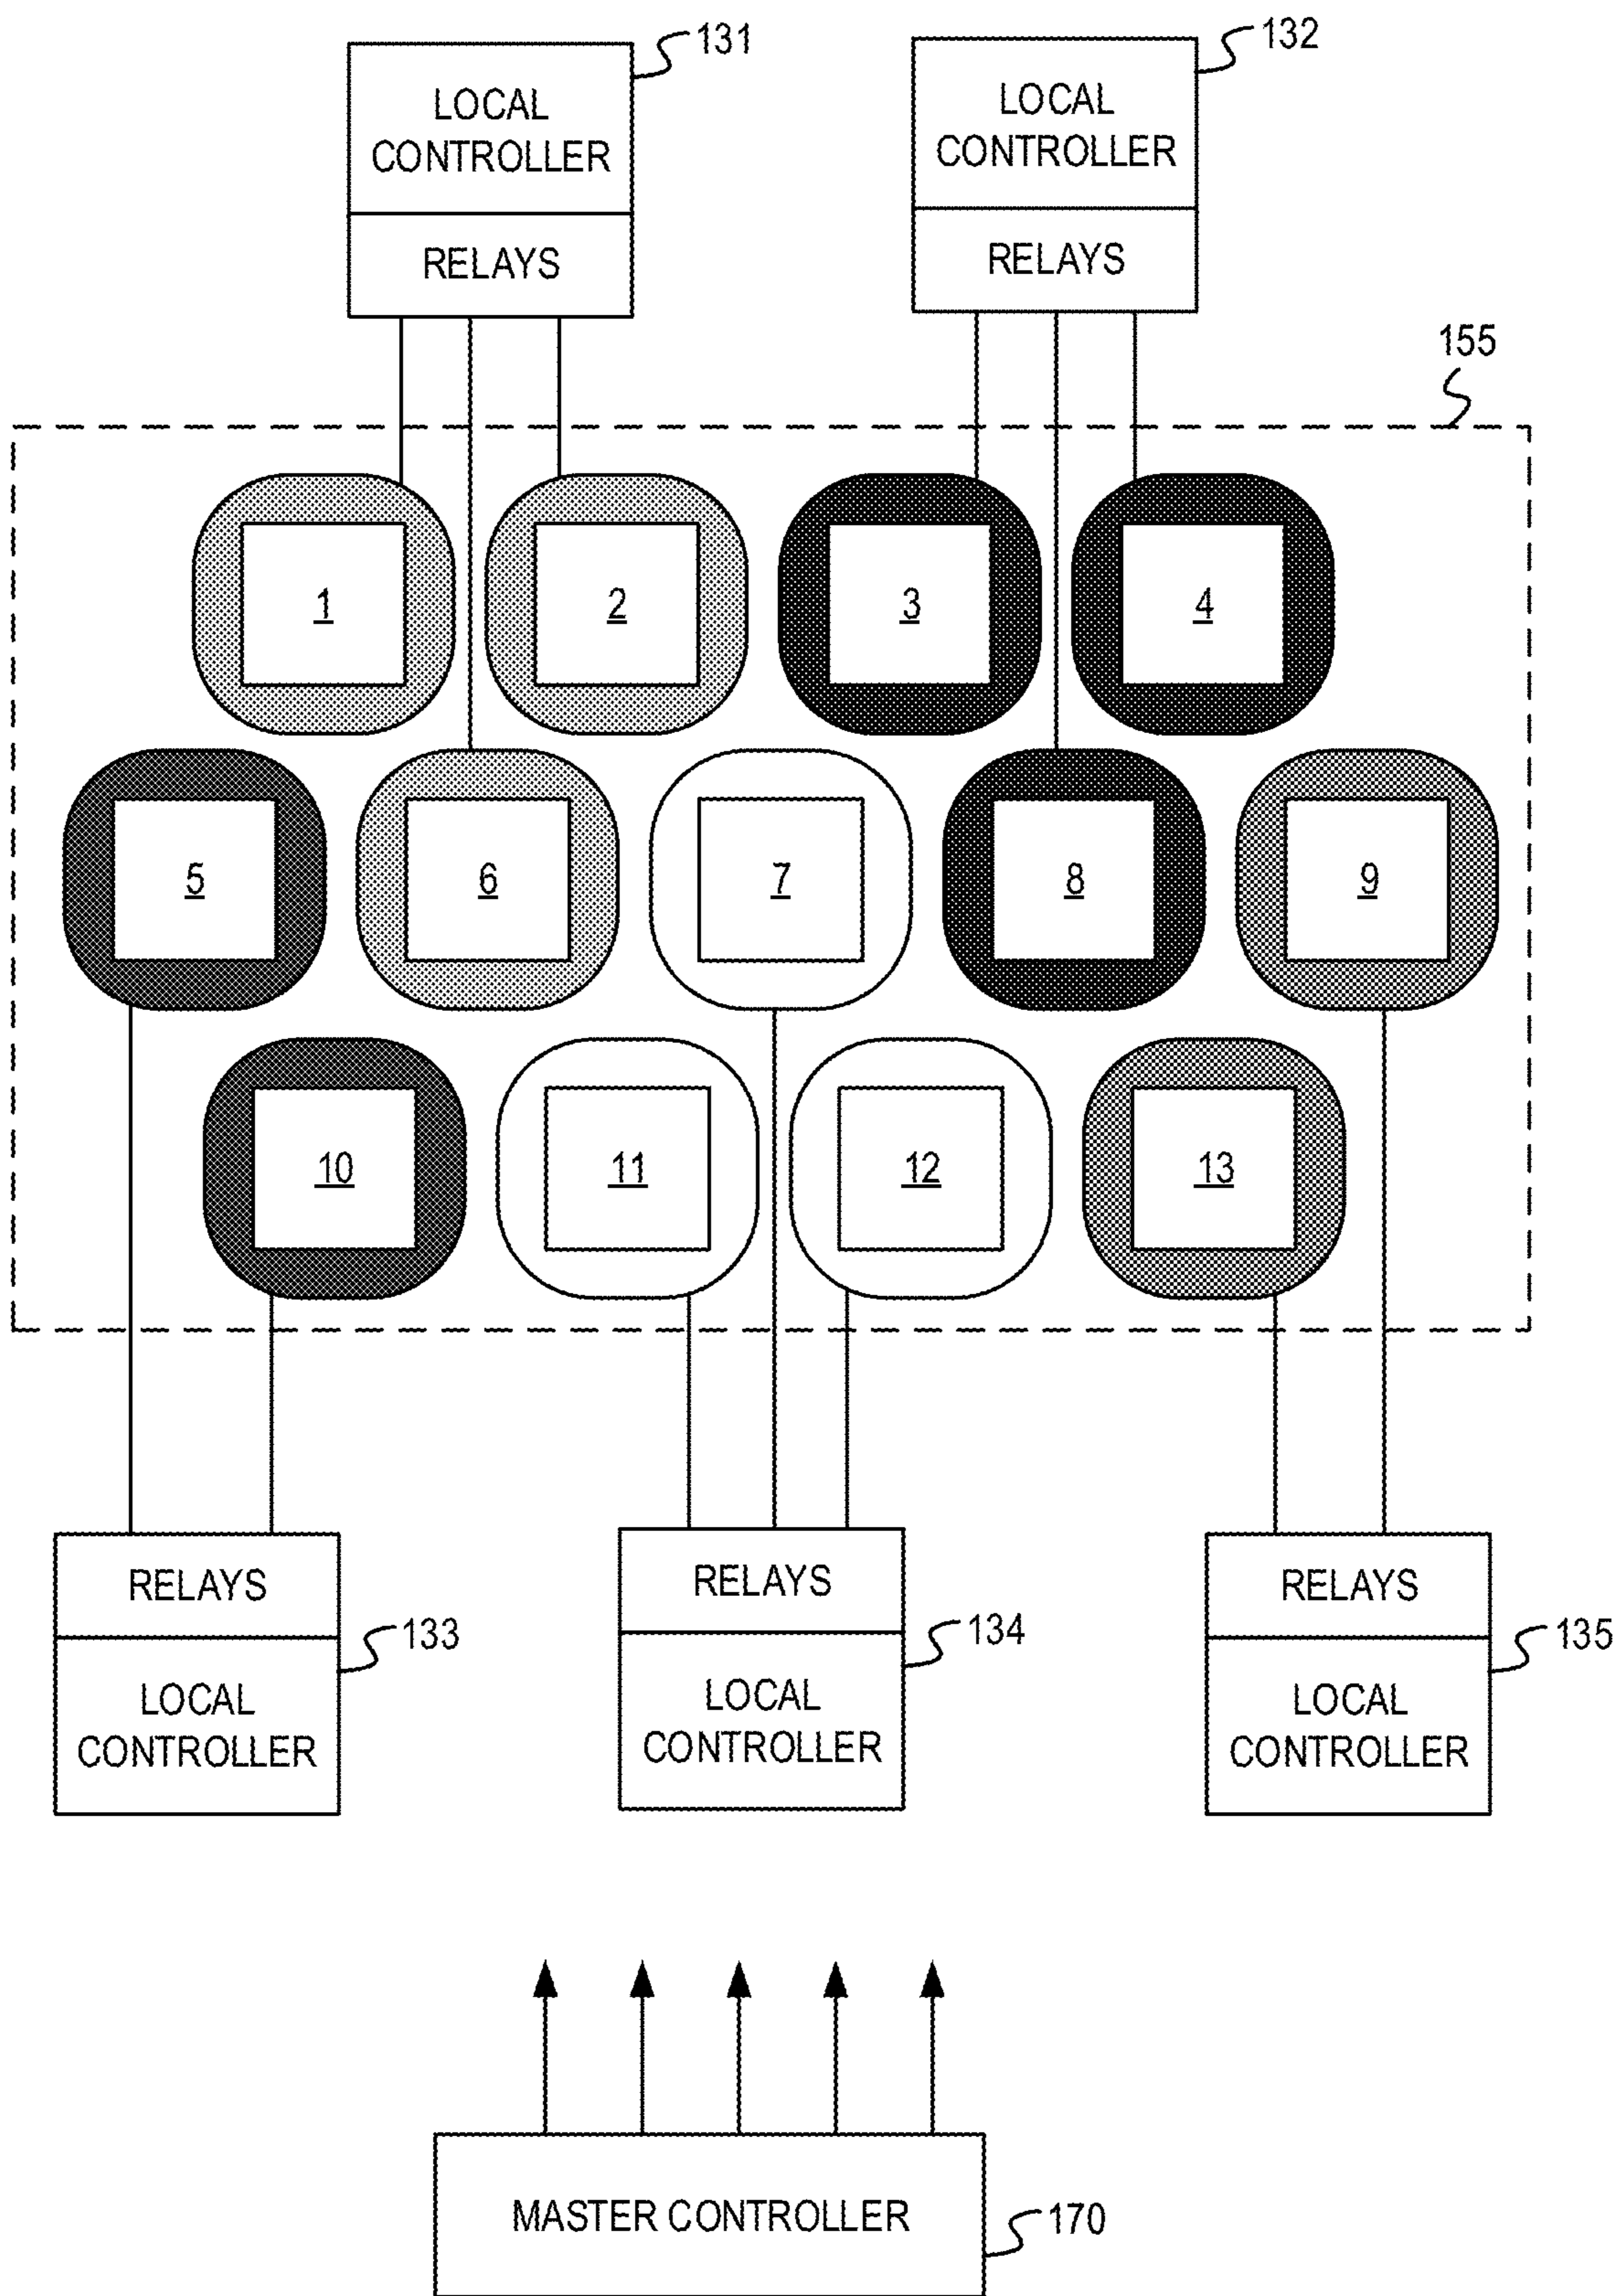 131
132
LOCAL
CONTROLLER
LOCAL
CONTROLLER
RELAYS
RELAYS
155
1
2
3
4
5
6
7
8
9
10
11
12
13
RELAYS
RELAYS
RELAYS
133
134
135
LOCAL
CONTROLLER
LOCAL
CONTROLLER
LOCAL
CONTROLLER
MASTER CONTROLLER
170